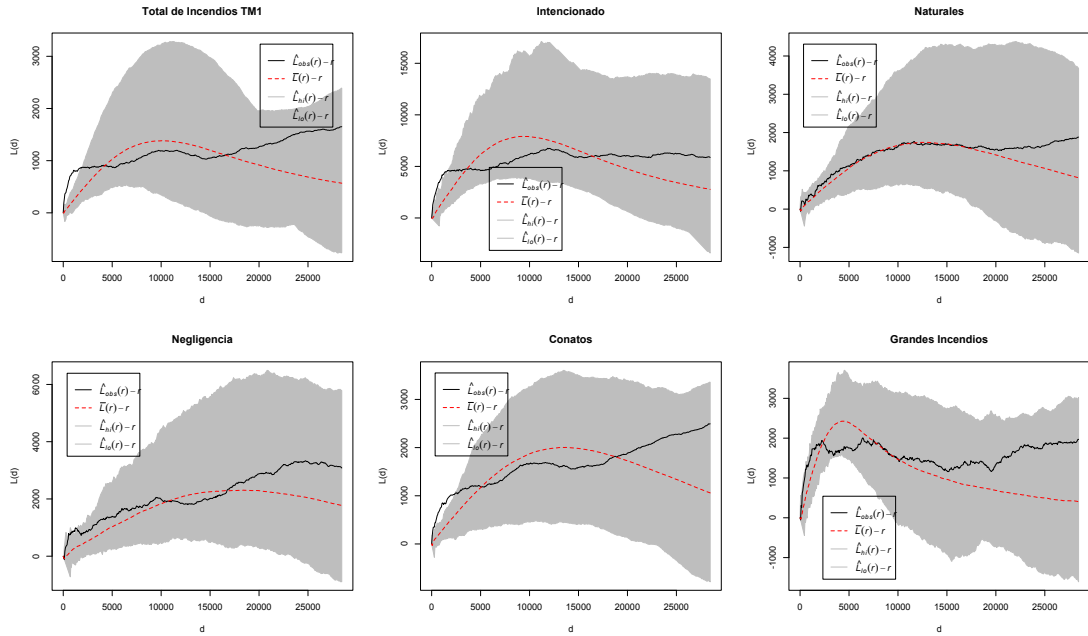 Total de Incendios TM1
L(d)
3000
2000
1000
0
L̂obs(r)−r
L̄(r)−r
L̂hi(r)−r
L̂lo(r)−r
0 5000 10000 15000 20000 25000
d
Intencionado
L(d)
15000
10000
5000
0
L̂obs(r)−r
L̄(r)−r
L̂hi(r)−r
L̂lo(r)−r
0 5000 10000 15000 20000 25000
d
Naturales
L(d)
4000
3000
2000
1000
0
-1000
L̂obs(r)−r
L̄(r)−r
L̂hi(r)−r
L̂lo(r)−r
0 5000 10000 15000 20000 25000
d
Negligencia
L(d)
6000
4000
2000
0
L̂obs(r)−r
L̄(r)−r
L̂hi(r)−r
L̂lo(r)−r
0 5000 10000 15000 20000 25000
d
Conatos
L(d)
3000
2000
1000
0
L̂obs(r)−r
L̄(r)−r
L̂hi(r)−r
L̂lo(r)−r
0 5000 10000 15000 20000 25000
d
Grandes Incendios
L(d)
3000
2000
1000
0
-1000
L̂obs(r)−r
L̄(r)−r
L̂hi(r)−r
L̂lo(r)−r
0 5000 10000 15000 20000 25000
d